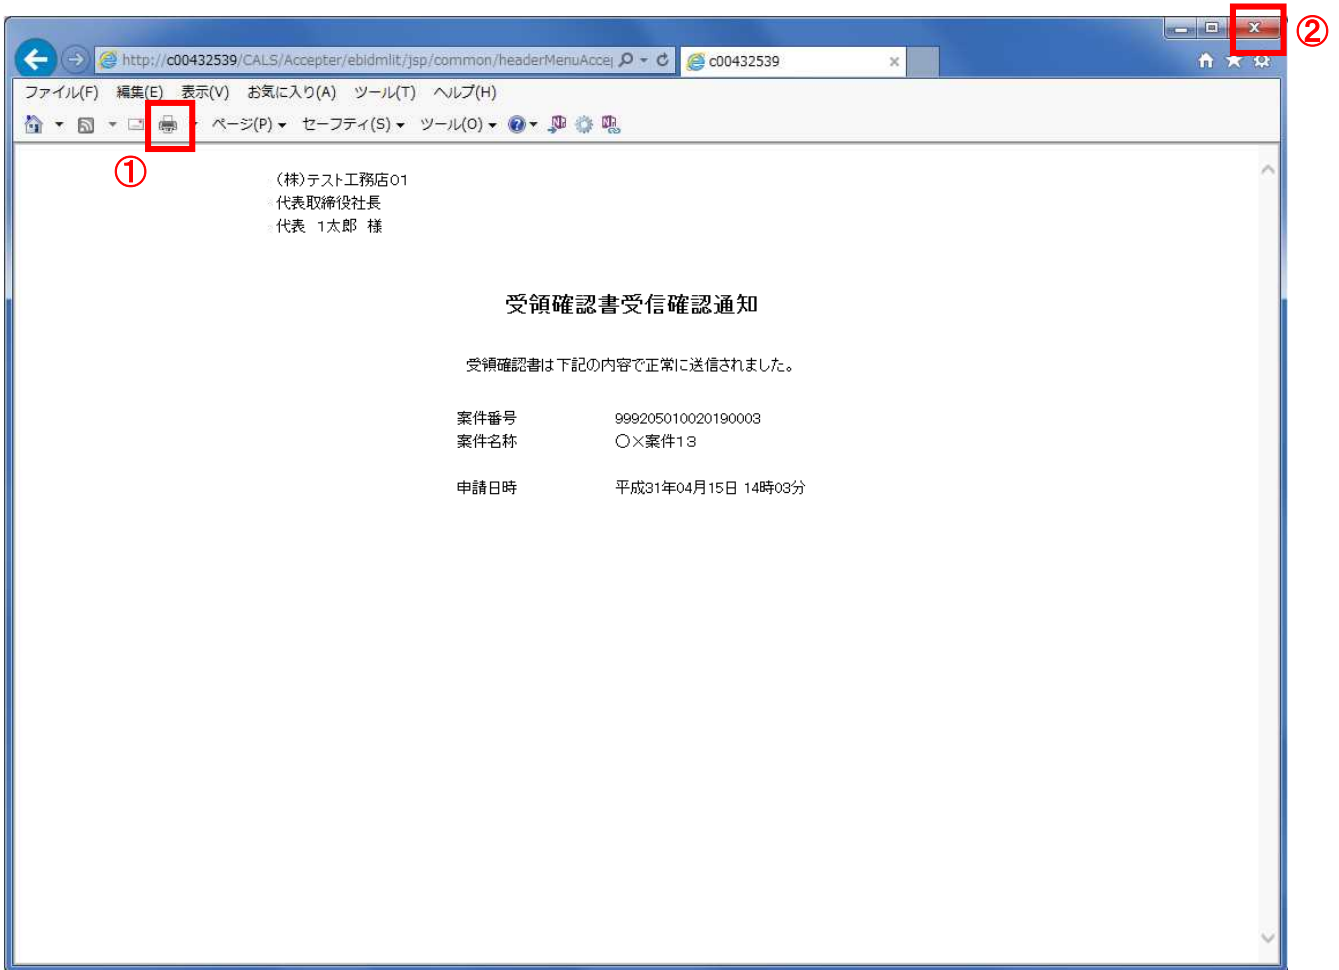 ②
http://c00432539/CALS/Accepter/ebidmlit/jsp/common/headerMenuAccep
c00432539
ファイル(F) 編集(E) 表示(V) お気に入り(A) ツール(T) ヘルプ(H)
ページ(P) セーフティ(S) ツール(O)
①
(株)テスト工務店01
代表取締役社長
代表 1太郎 様
受領確認書受信確認通知
受領確認書は下記の内容で正常に送信されました。
案件番号 999205010020190003
案件名称 〇×案件13
申請日時 平成31年04月15日 14時03分